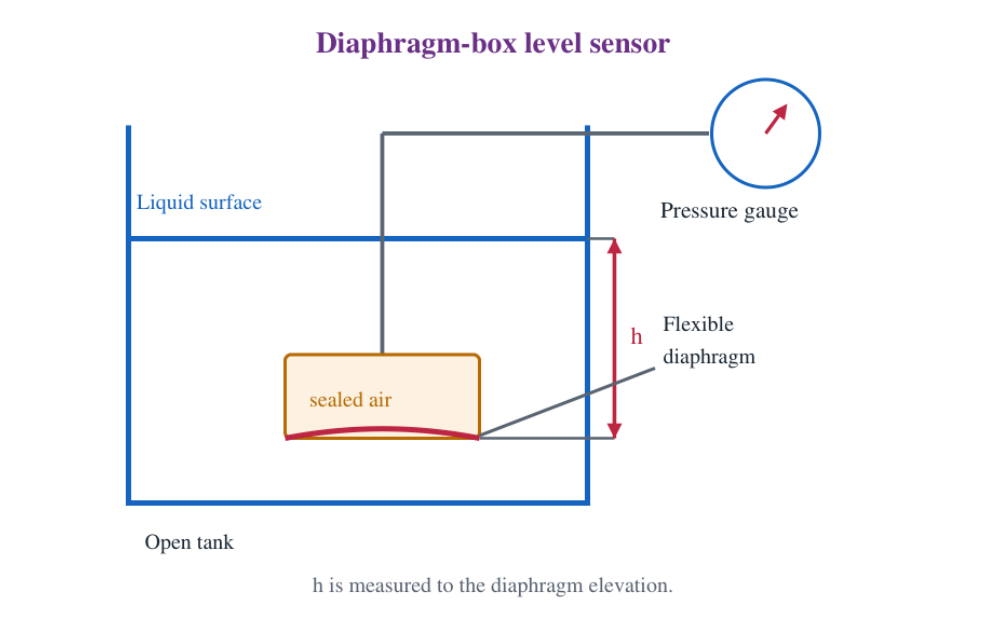 Diaphragm-box level sensor
Liquid surface
Pressure gauge
Flexible
diaphragm
h
sealed air
Open tank
h is measured to the diaphragm elevation.